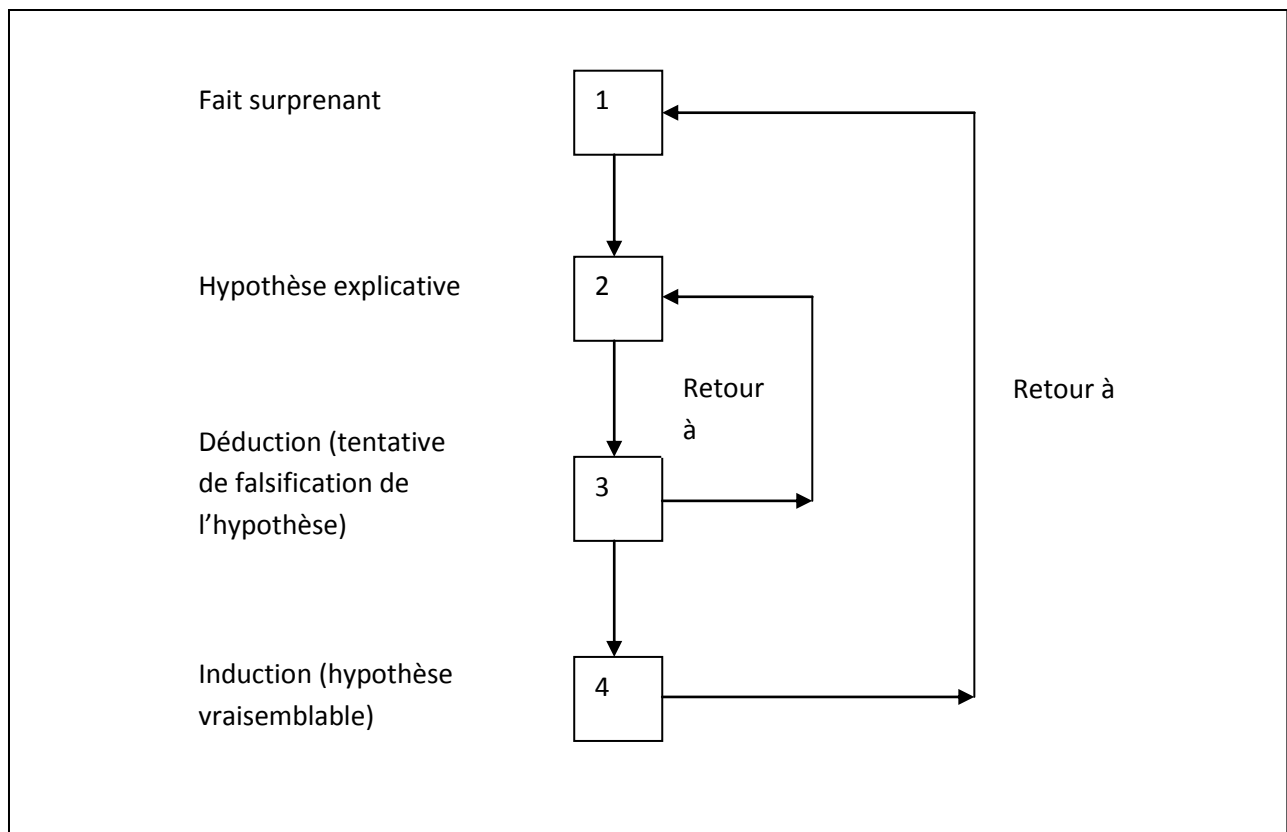 Fait surprenant
1
Hypothèse explicative
2
Retour
à
Retour à
Déduction (tentative
de falsification de
l’hypothèse)
3
Induction (hypothèse
vraisemblable)
4